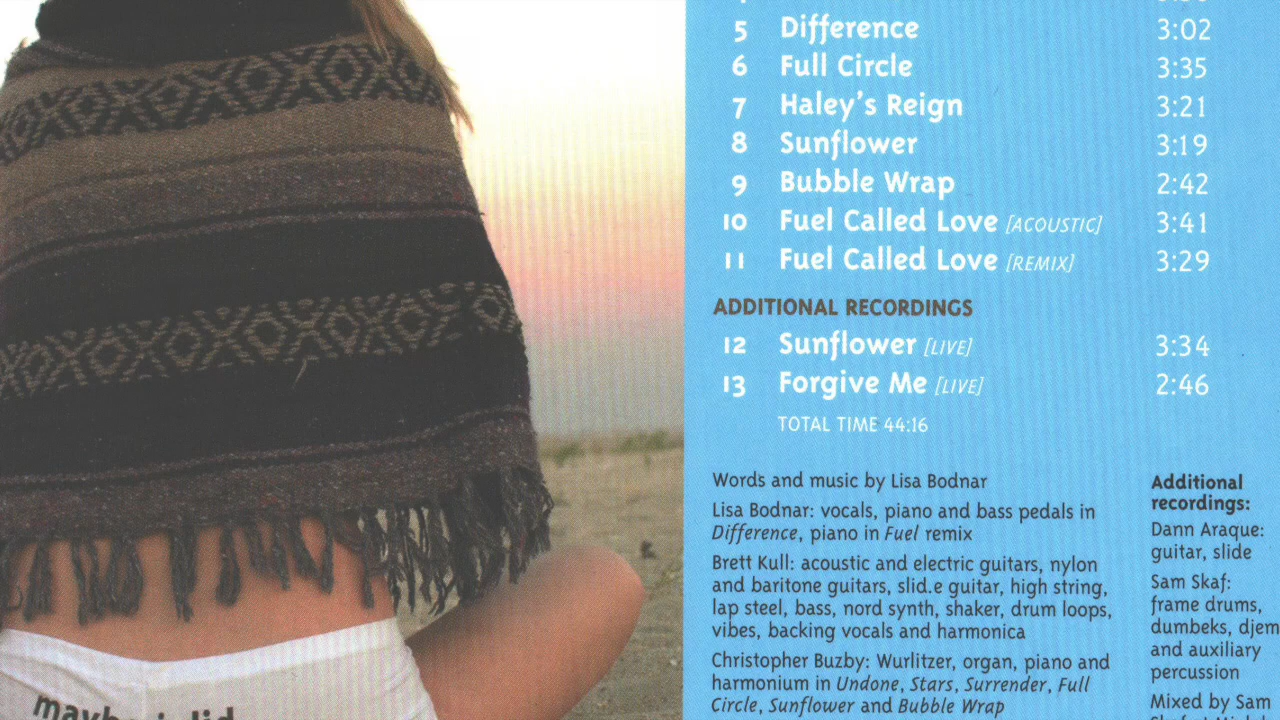 5 Difference 3:02
6 Full Circle 3:35
7 Haley's Reign 3:21
8 Sunflower 3:19
9 Bubble Wrap 2:42
10 Fuel Called Love [ACOUSTIC] 3:41
11 Fuel Called Love [REMIX] 3:29
ADDITIONAL RECORDINGS
12 Sunflower [LIVE] 3:34
13 Forgive Me [LIVE] 2:46
TOTAL TIME 44:16
Words and music by Lisa Bodnar
Lisa Bodnar: vocals, piano and bass pedals in
Difference, piano in Fuel remix
Brett Kull: acoustic and electric guitars, nylon
and baritone guitars, slid.e guitar, high string,
lap steel, bass, nord synth, shaker, drum loops,
vibes, backing vocals and harmonica
Christopher Buzby: Wurlitzer, organ, piano and
harmonium in Undone, Stars, Surrender, Full
Circle, Sunflower and Bubble Wrap
Additional
recordings:
Dann Araque:
guitar, slide
Sam Skaf:
frame drums,
dumbeks, djem
and auxiliary
percussion
Mixed by Sam